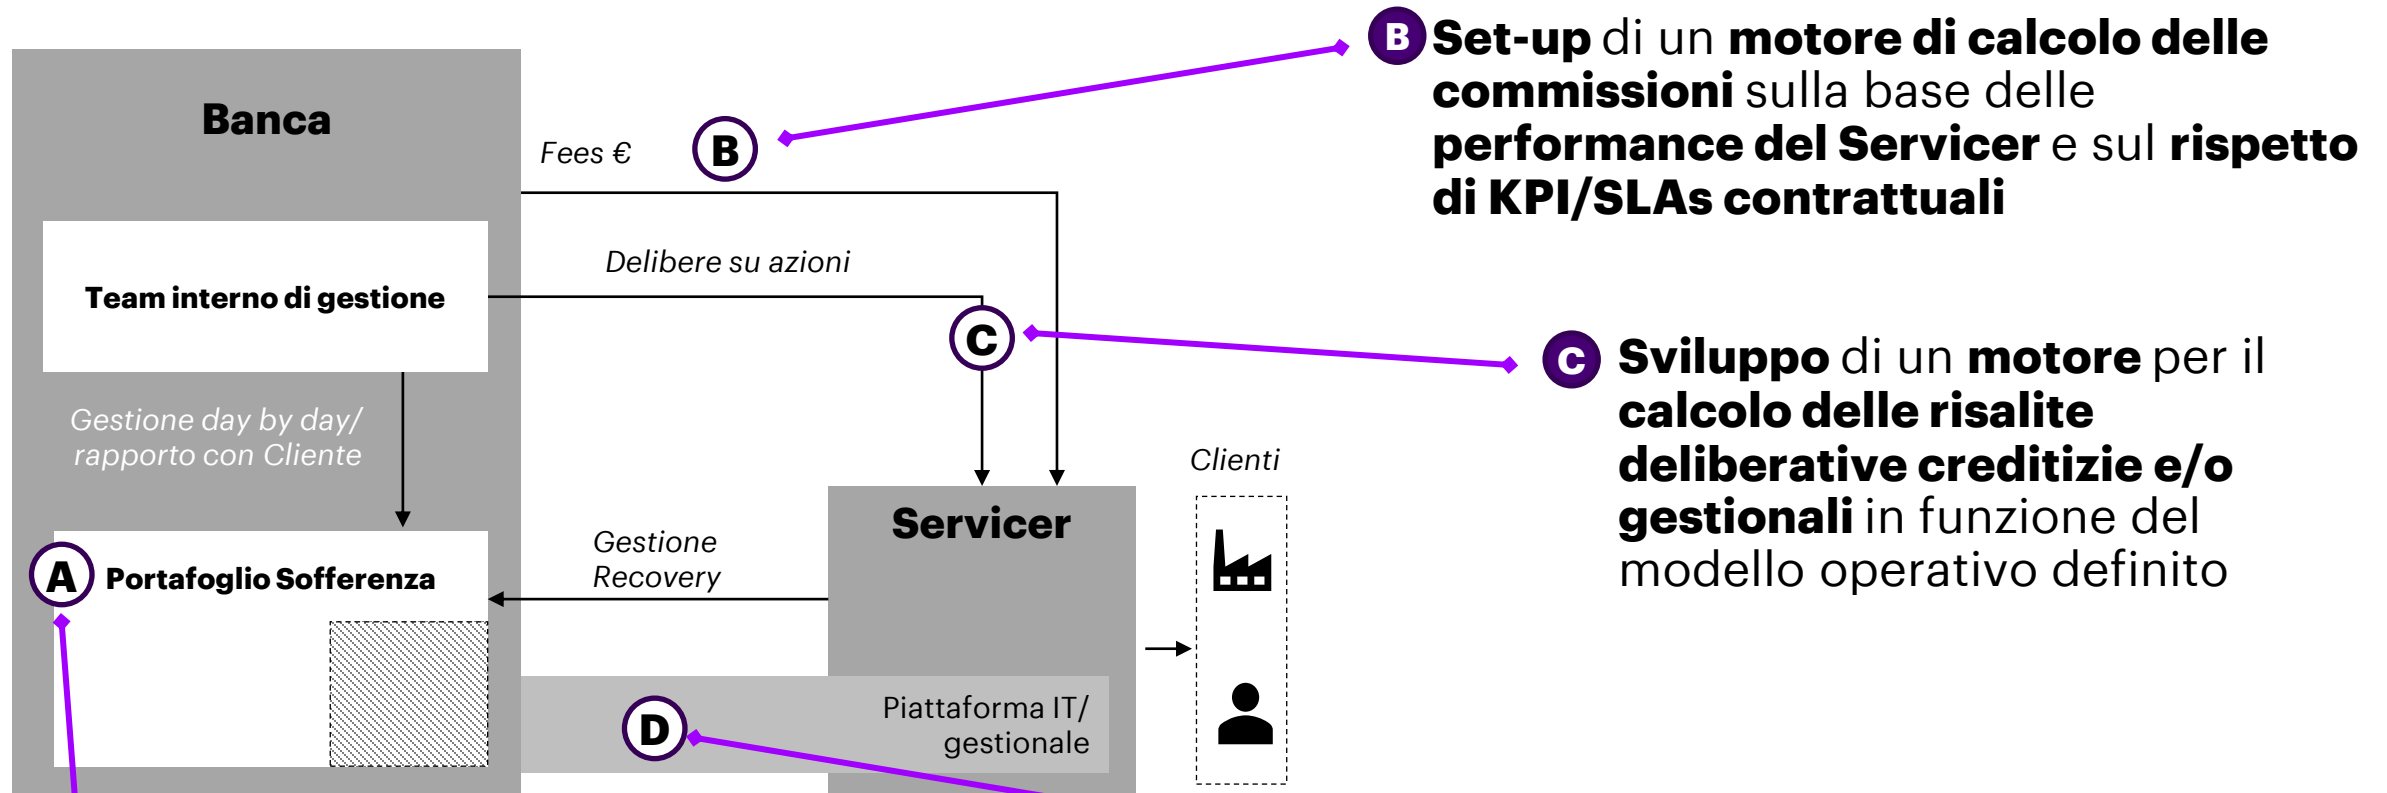 Banca
Fees €
B
Delibere su azioni
Team interno di gestione
C
Gestione day by day/
rapporto con Cliente
Clienti
Servicer
Gestione
Recovery
A
Portafoglio Sofferenza
D
Piattaforma IT/
gestionale
B
Set-up di un motore di calcolo delle
commissioni sulla base delle
performance del Servicer e sul rispetto
di KPI/SLAs contrattuali
C
Sviluppo di un motore per il
calcolo delle risalite
deliberative creditizie e/o
gestionali in funzione del
modello operativo definito